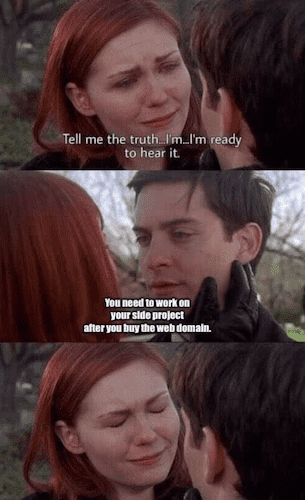 Tell me the truth...I'm...I'm ready
to hear it.
You need to work on
your side project
after you buy the web domain.